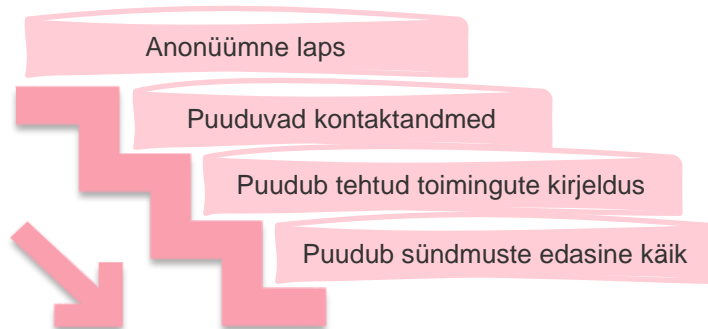 Anonüümne laps
Puuduvad kontaktandmed
Puudub tehtud toimingute kirjeldus
Puudub sündmuste edasine käik